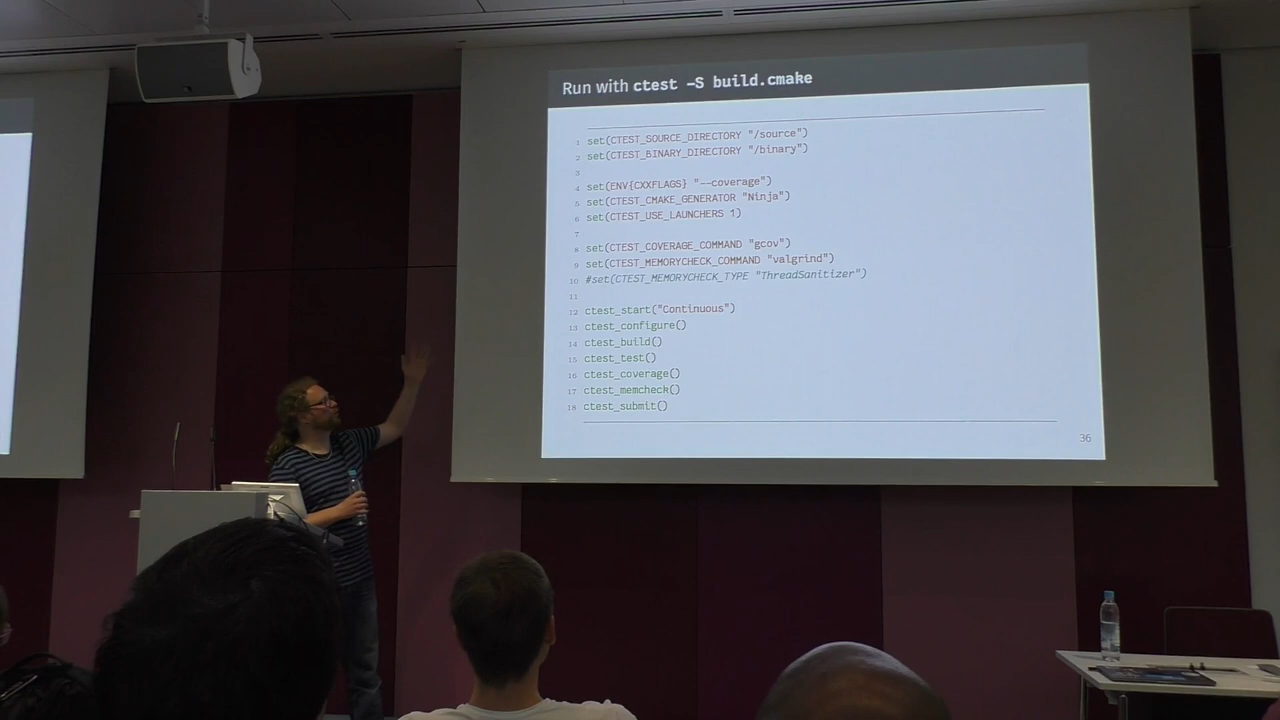 Run with ctest -S build.cmake
1 set(CTEST_SOURCE_DIRECTORY "/source")
2 set(CTEST_BINARY_DIRECTORY "/binary")
3
4 set(ENV{CXXFLAGS} "--coverage")
5 set(CTEST_CMAKE_GENERATOR "Ninja")
6 set(CTEST_USE_LAUNCHERS 1)
7
8 set(CTEST_COVERAGE_COMMAND "gcov")
9 set(CTEST_MEMORYCHECK_COMMAND "valgrind")
10 #set(CTEST_MEMORYCHECK_TYPE "ThreadSanitizer")
11
12 ctest_start("Continuous")
13 ctest_configure()
14 ctest_build()
15 ctest_test()
16 ctest_coverage()
17 ctest_memcheck()
18 ctest_submit()
36